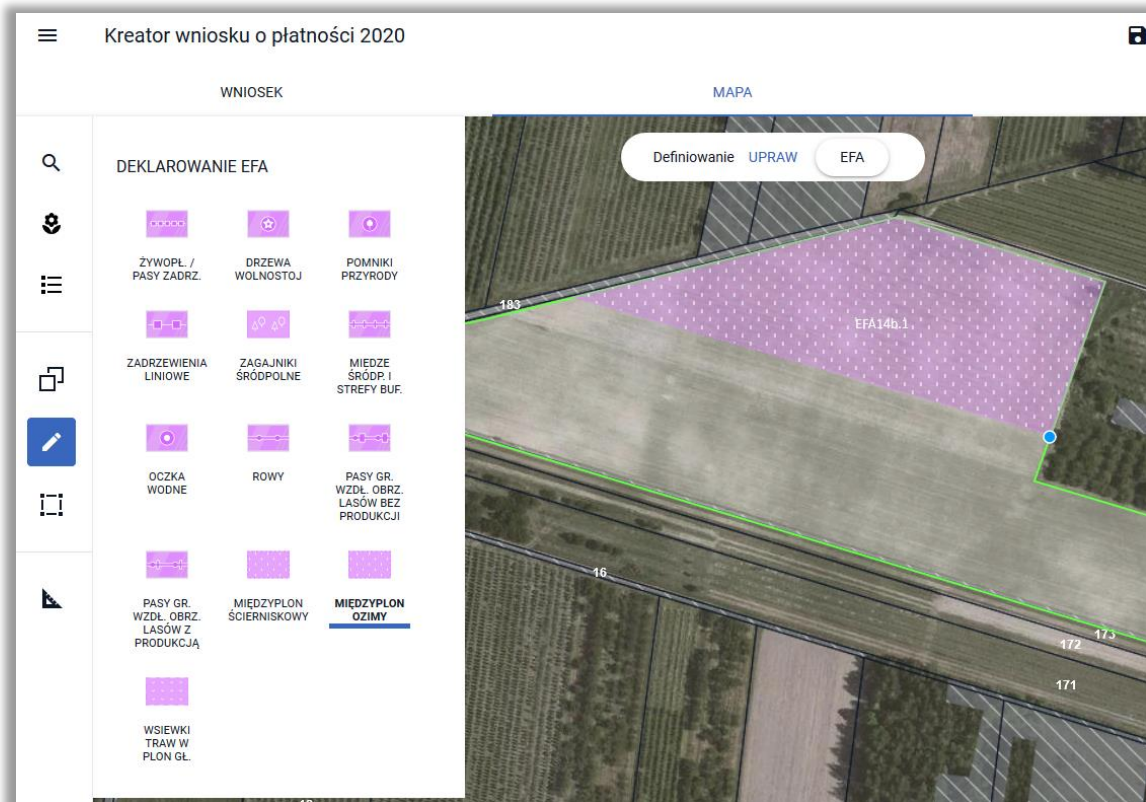 Kreator wniosku o płatności 2020
WNIOSEK
MAPA
DEKLAROWANIE EFA
ŻYWOPŁ. /
PASY ZADRZ.
DRZEWA
WOLNOSTOJ
POMNIKI
PRZYRODY
ZADRZEWIENIA
LINIOWE
ZAGAJNIKI
ŚRÓDPOLNE
MIEDZE
ŚRÓDP. I
STREFY BUF.
OCZKA
WODNE
ROWY
PASY GR.
WZDŁ. OBRZ.
LASÓW BEZ
PRODUKCJI
PASY GR.
WZDŁ. OBRZ.
LASÓW Z
PRODUKCJĄ
MIĘDZYPLON
ŚCIERNISKOWY
MIĘDZYPLON
OZIMY
WSIEWKI
TRAW W
PLON GŁ.
Definiowanie UPRAW EFA
183
EFA14b.1
16
173
172
171